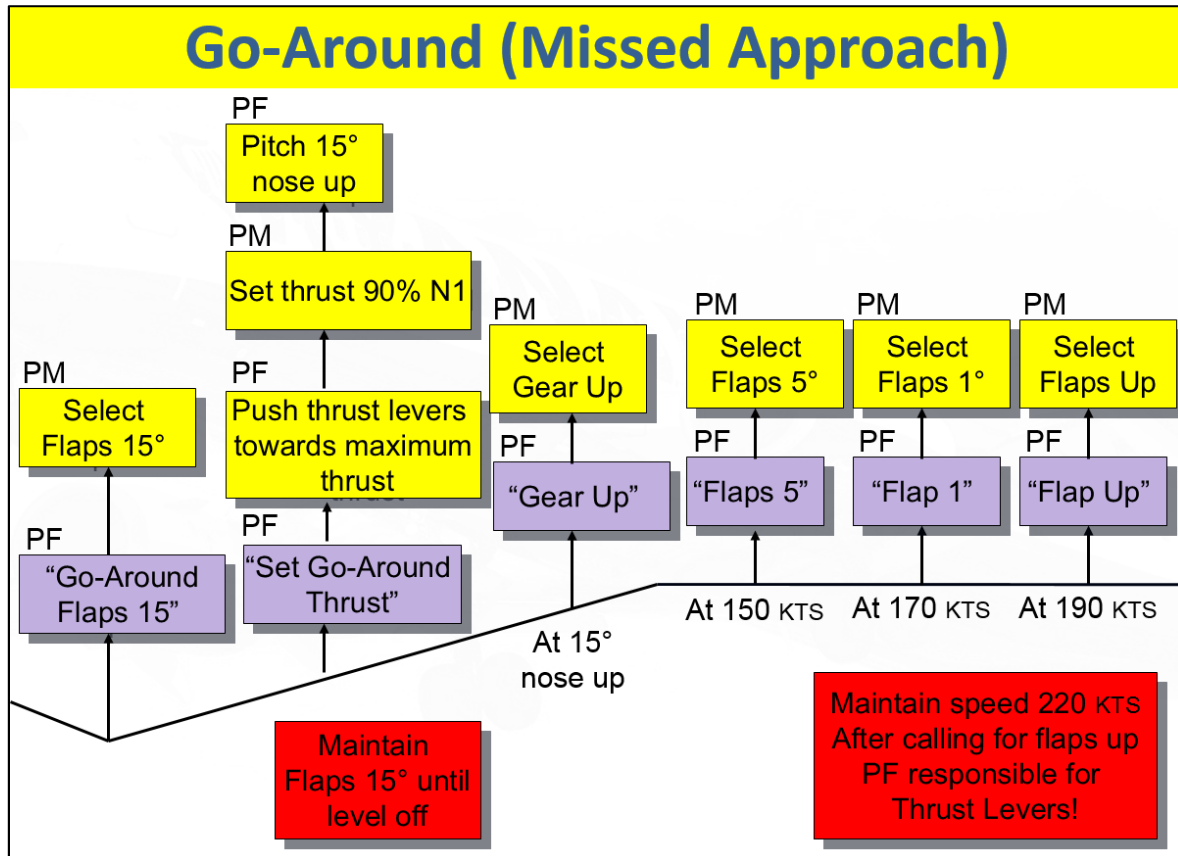 Go-Around (Missed Approach)
PF
Pitch 15°
nose up
PM
Set thrust 90% N1
PF
Push thrust levers
towards maximum
thrust
PF
“Set Go-Around
Thrust”
PM
Select
Flaps 15°
PF
“Go-Around
Flaps 15”
PM
Select
Gear Up
PF
“Gear Up”
At 15°
nose up
PM
Select
Flaps 5°
PF
“Flaps 5”
At 150 KTS
PM
Select
Flaps 1°
PF
“Flap 1”
At 170 KTS
PM
Select
Flaps Up
PF
“Flap Up”
At 190 KTS
Maintain
Flaps 15° until
level off
Maintain speed 220 KTS
After calling for flaps up
PF responsible for
Thrust Levers!